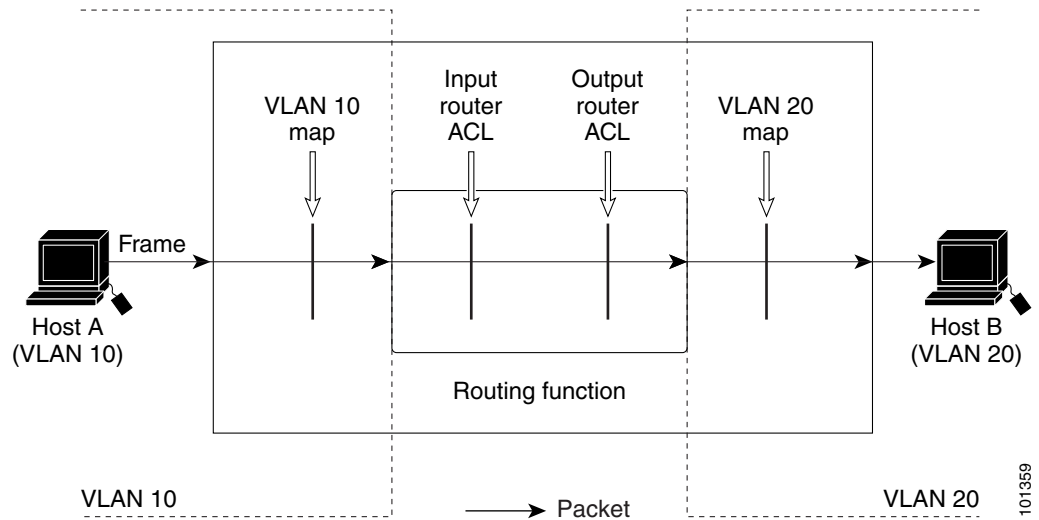 VLAN 10
map
Input
router
ACL
Output
router
ACL
VLAN 20
map
Frame
Host A
(VLAN 10)
Host B
(VLAN 20)
Routing function
VLAN 10
Packet
VLAN 20
101359